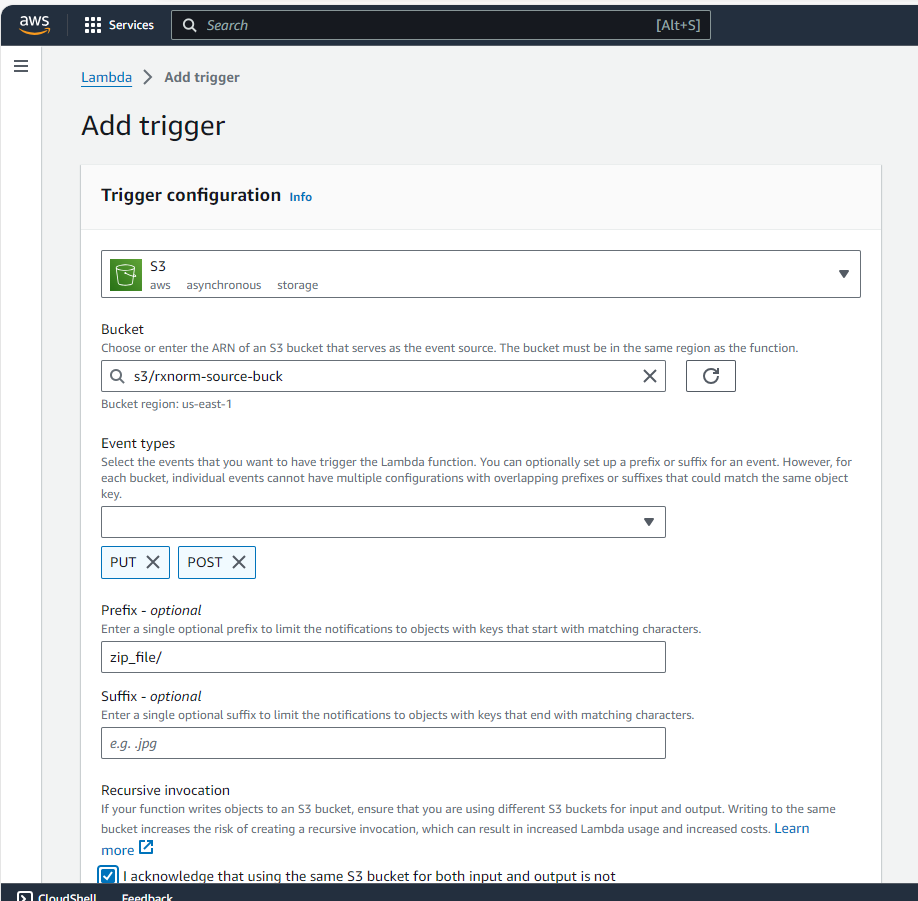 aws Services Search [Alt+S]
Lambda > Add trigger
Add trigger
Trigger configuration Info
S3
aws asynchronous storage
Bucket
Choose or enter the ARN of an S3 bucket that serves as the event source. The bucket must be in the same region as the function.
s3/rxnorm-source-buck
Bucket region: us-east-1
Event types
Select the events that you want to have trigger the Lambda function. You can optionally set up a prefix or suffix for an event. However, for
each bucket, individual events cannot have multiple configurations with overlapping prefixes or suffixes that could match the same object
key.
PUT POST
Prefix - optional
Enter a single optional prefix to limit the notifications to objects with keys that start with matching characters.
zip_file/
Suffix - optional
Enter a single optional suffix to limit the notifications to objects with keys that end with matching characters.
e.g. .jpg
Recursive invocation
If your function writes objects to an S3 bucket, ensure that you are using different S3 buckets for input and output. Writing to the same
bucket increases the risk of creating a recursive invocation, which can result in increased Lambda usage and increased costs. Learn
more
I acknowledge that using the same S3 bucket for both input and output is not
CloudShell Feedback